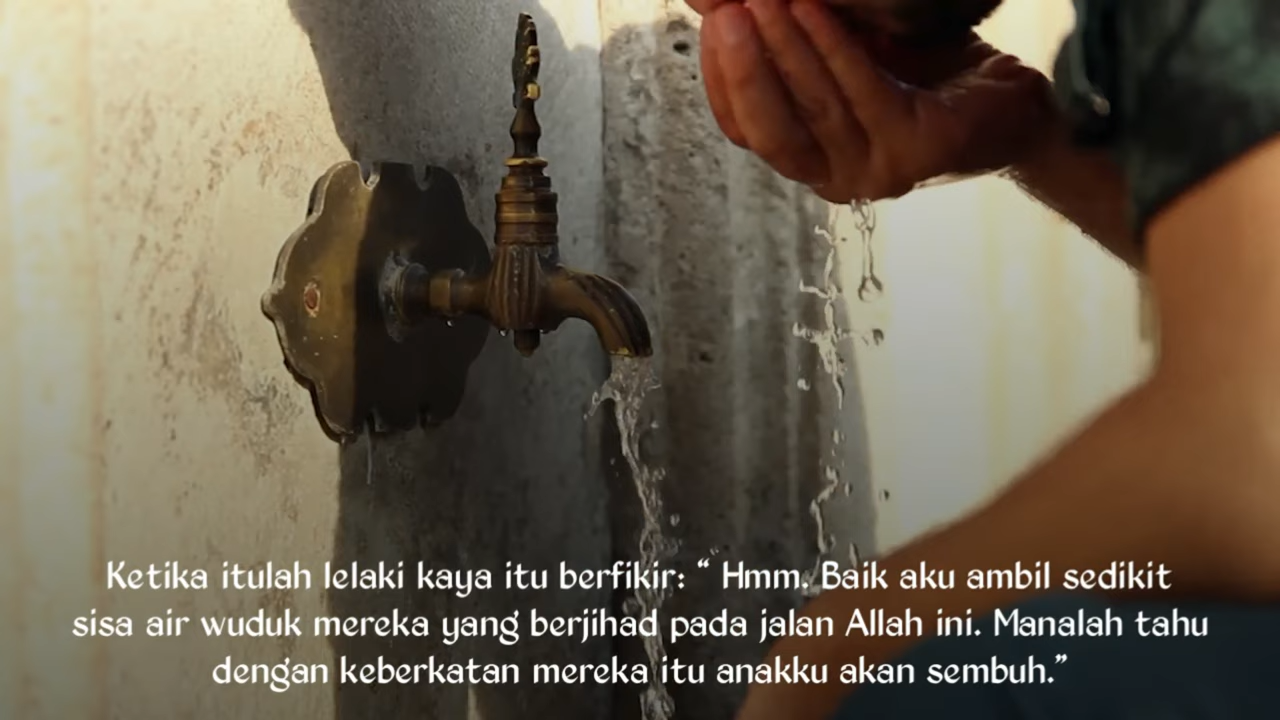 Ketika itulah lelaki kaya itu berfikir: “ Hmm. Baik aku ambil sedikit
sisa air wuduk mereka yang berjihad pada jalan Allah ini. Manalah tahu
dengan keberkatan mereka itu anakku akan sembuh.”